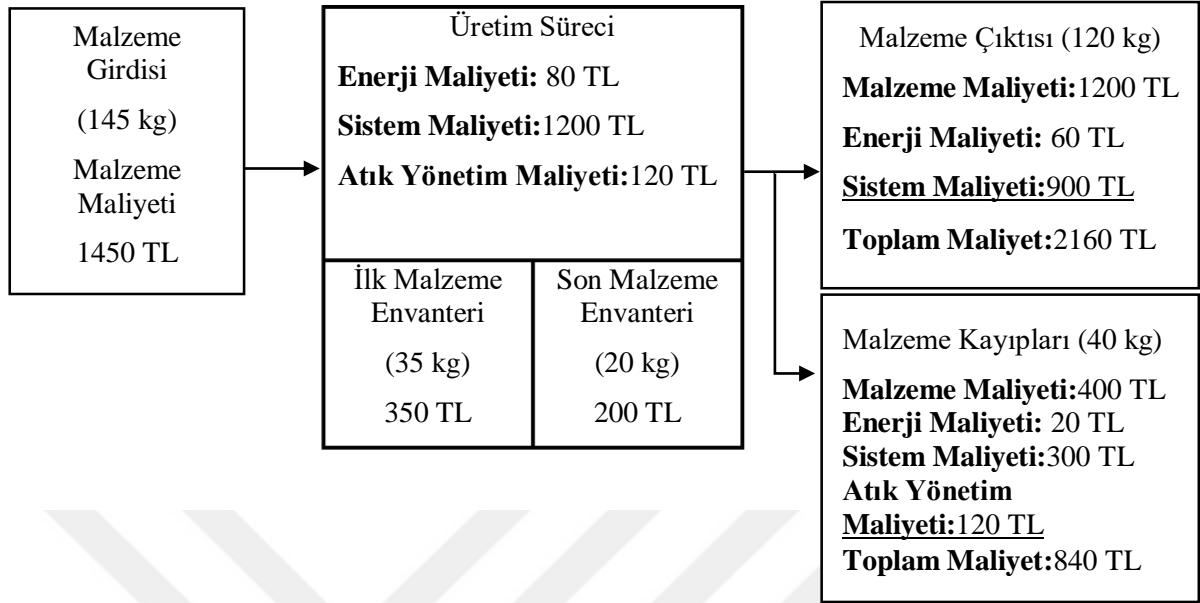 Malzeme
Girdisi
(145 kg)
Malzeme
Maliyeti
1450 TL
Üretim Süreci
Enerji Maliyeti: 80 TL
Sistem Maliyeti:1200 TL
Atık Yönetim Maliyeti:120 TL
İlk Malzeme
Envanteri
(35 kg)
350 TL
Son Malzeme
Envanteri
(20 kg)
200 TL
Malzeme Çıktısı (120 kg)
Malzeme Maliyeti:1200 TL
Enerji Maliyeti: 60 TL
Sistem Maliyeti:900 TL
Toplam Maliyet:2160 TL
Malzeme Kayıpları (40 kg)
Malzeme Maliyeti:400 TL
Enerji Maliyeti: 20 TL
Sistem Maliyeti:300 TL
Atık Yönetim
Maliyeti:120 TL
Toplam Maliyet:840 TL